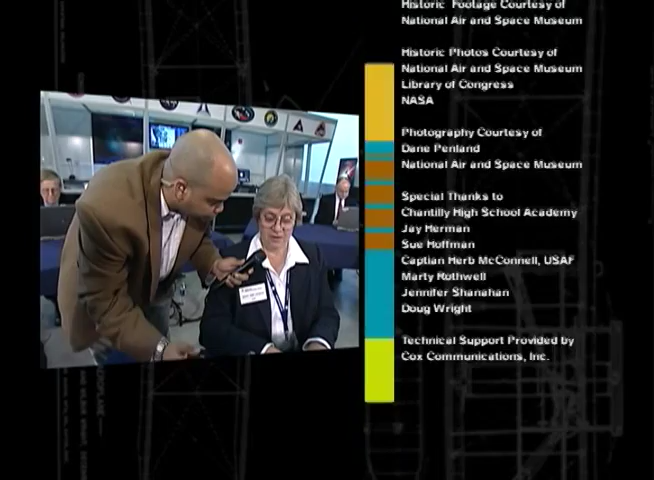 Historic Footage Courtesy of
National Air and Space Museum
Historic Photos Courtesy of
National Air and Space Museum
Library of Congress
NASA
Photography Courtesy of
Dane Penland
National Air and Space Museum
Special Thanks to
Chantilly High School Academy
Jay Herman
Sue Hoffman
Captian Herb McConnell, USAF
Marty Rothwell
Jennifer Shanahan
Doug Wright
Technical Support Provided by
Cox Communications, Inc.